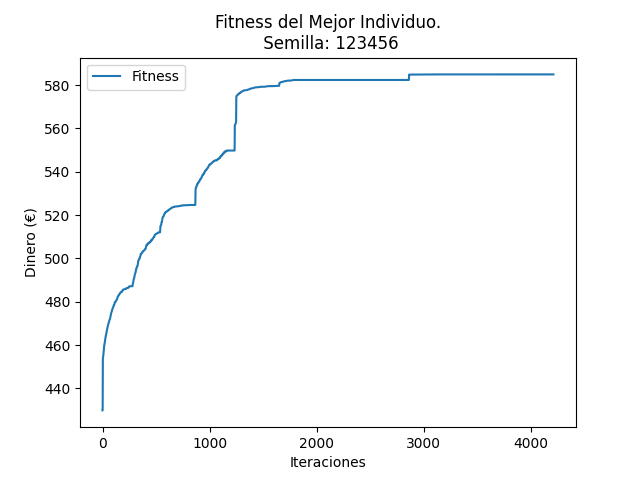 Fitness del Mejor Individuo.
Semilla: 123456
Fitness
Dinero (€)
580
560
540
520
500
480
460
440
0
1000
2000
3000
4000
Iteraciones